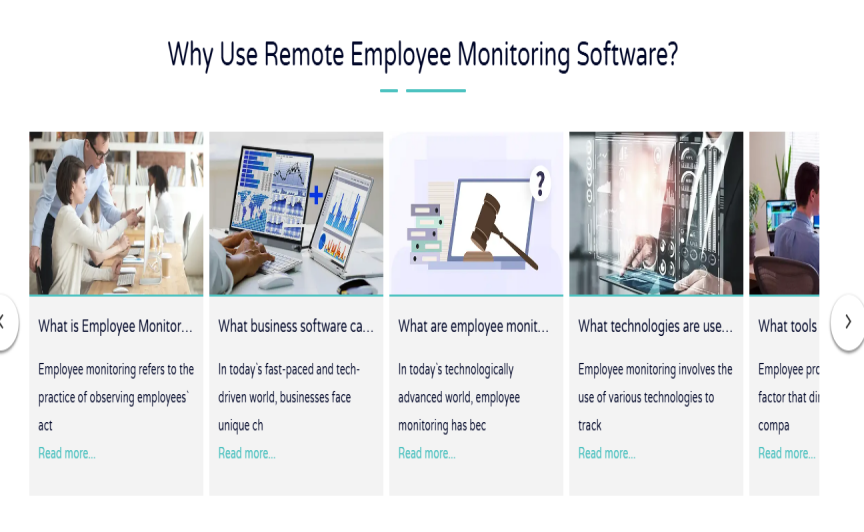 Why Use Remote Employee Monitoring Software?
What is Employee Monitor...
Employee monitoring refers to the
practice of observing employees`
act
Read more...
What business software ca...
In today`s fast-paced and tech-
driven world, businesses face
unique ch
Read more...
?
What are employee monit...
In today`s technologically
advanced world, employee
monitoring has bec
Read more...
What technologies are use...
Employee monitoring involves the
use of various technologies to
track
Read more...
What tools
Employee pro
factor that di
compa
Read more...